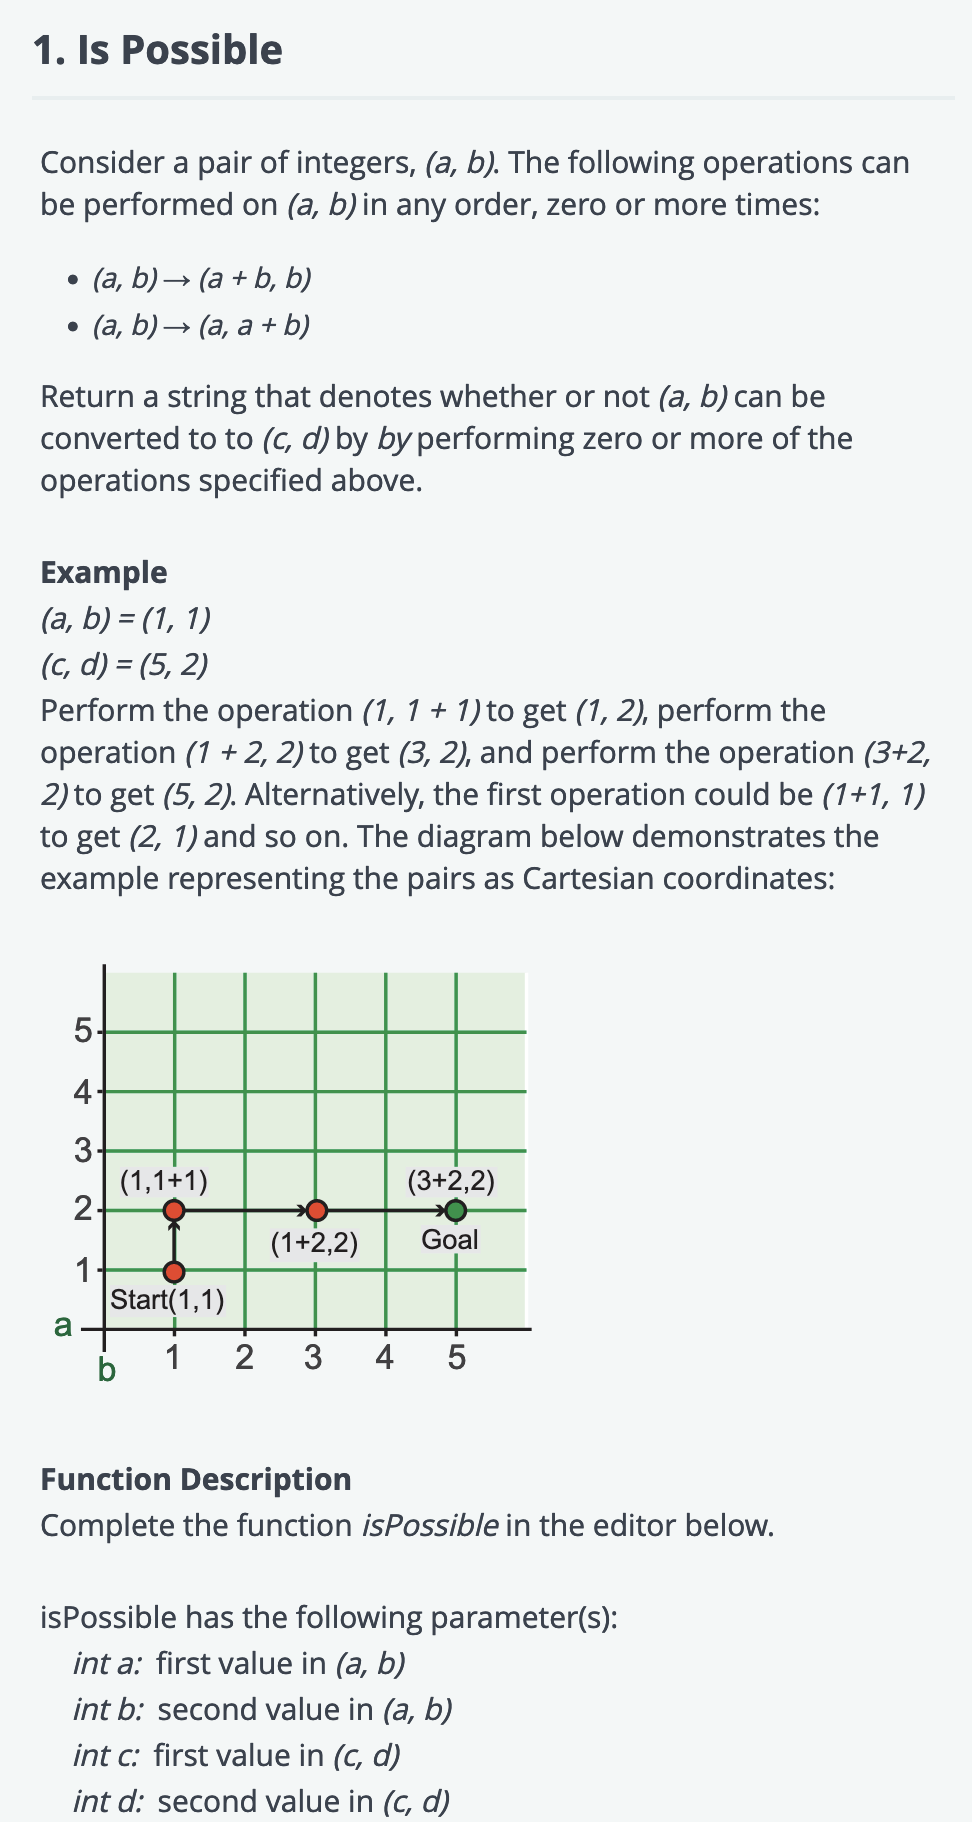 1. Is Possible
Consider a pair of integers, (a, b). The following operations can
be performed on (a, b) in any order, zero or more times:
• (a, b) → (a + b, b)
• (a, b) → (a, a + b)
Return a string that denotes whether or not (a, b) can be
converted to to (c, d) by by performing zero or more of the
operations specified above.
Example
(a, b) = (1, 1)
(c, d) = (5, 2)
Perform the operation (1, 1 + 1) to get (1, 2), perform the
operation (1 + 2, 2) to get (3, 2), and perform the operation (3+2,
2) to get (5, 2). Alternatively, the first operation could be (1+1, 1)
to get (2, 1) and so on. The diagram below demonstrates the
example representing the pairs as Cartesian coordinates:
5
4
3
(1,1+1) (3+2,2)
2
(1+2,2) Goal
1
Start(1,1)
a
b 1 2 3 4 5
Function Description
Complete the function isPossible in the editor below.
isPossible has the following parameter(s):
int a: first value in (a, b)
int b: second value in (a, b)
int c: first value in (c, d)
int d: second value in (c, d)